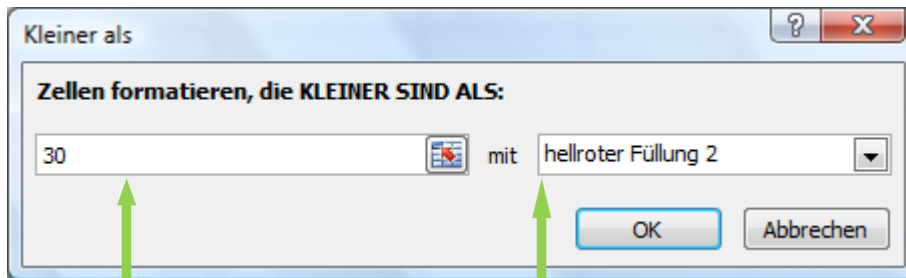 Kleiner als
Zellen formatieren, die KLEINER SIND ALS:
30 mit hellroter Füllung 2
OK Abbrechen